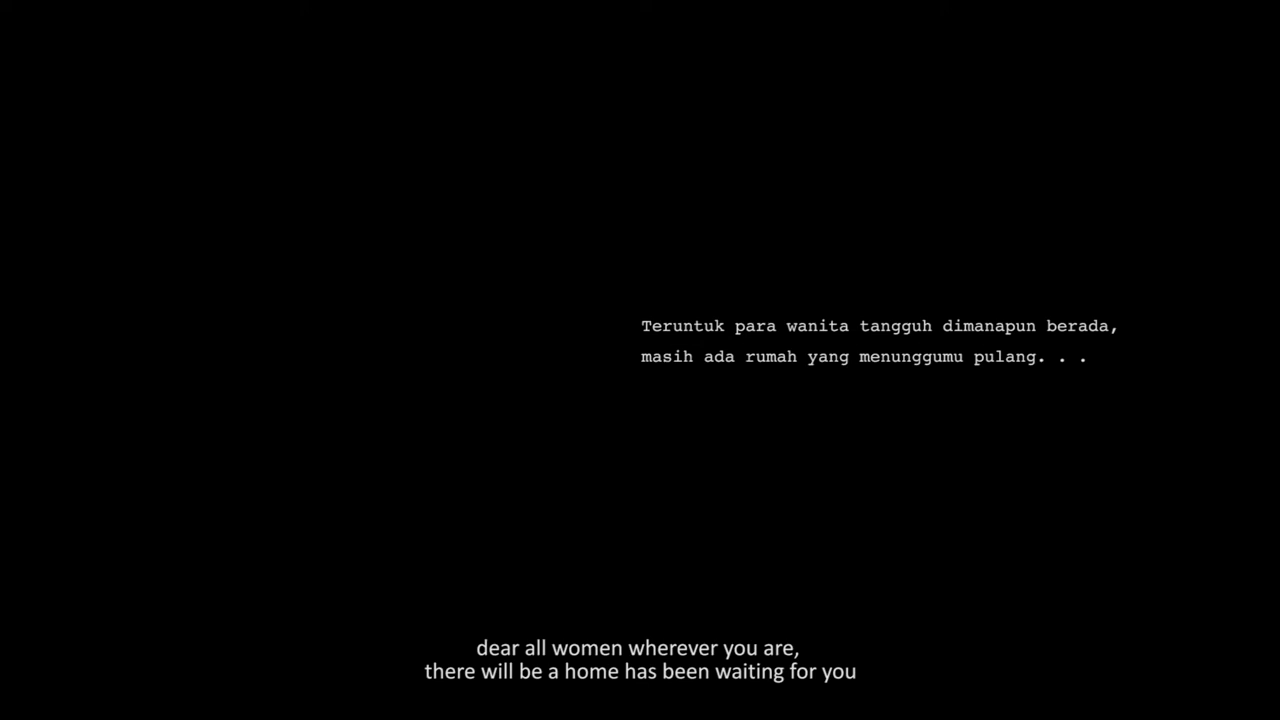 Teruntuk para wanita tangguh dimanapun berada,
masih ada rumah yang menunggumu pulang. . .
dear all women wherever you are,
there will be a home has been waiting for you